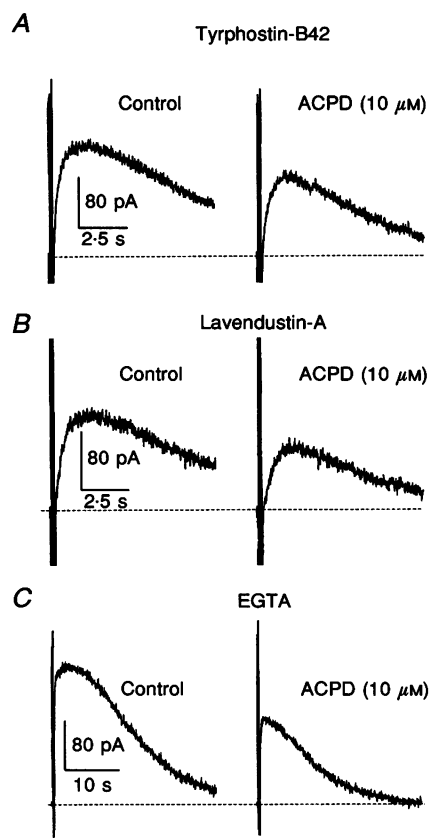 A
Tyrphostin-B42
Control
ACPD (10 μM)
80 pA
2·5 s
B
Lavendustin-A
Control
ACPD (10 μM)
80 pA
2·5 s
C
EGTA
Control
ACPD (10 μM)
80 pA
10 s